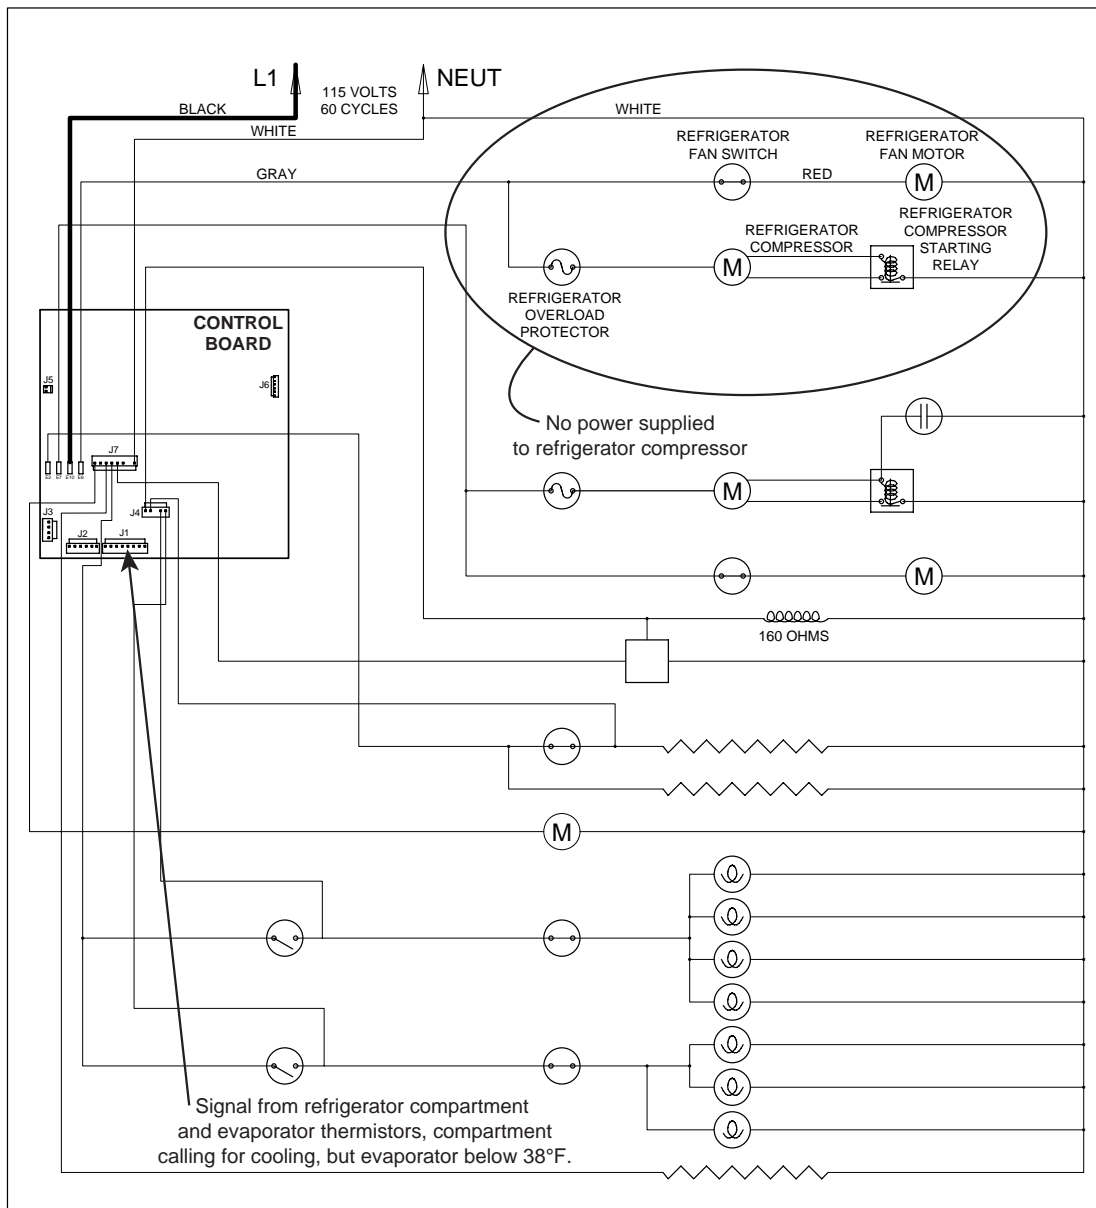 L1
NEUT
115 VOLTS
60 CYCLES
BLACK
WHITE
WHITE
REFRIGERATOR
FAN SWITCH
REFRIGERATOR
FAN MOTOR
GRAY
RED
M
REFRIGERATOR
COMPRESSOR
REFRIGERATOR
COMPRESSOR
STARTING
RELAY
M
REFRIGERATOR
OVERLOAD
PROTECTOR
CONTROL
BOARD
J5
J6
No power supplied
to refrigerator compressor
J7
E10
M
J3
J4
J2
J1
M
160 OHMS
M
Signal from refrigerator compartment
and evaporator thermistors, compartment
calling for cooling, but evaporator below 38°F.